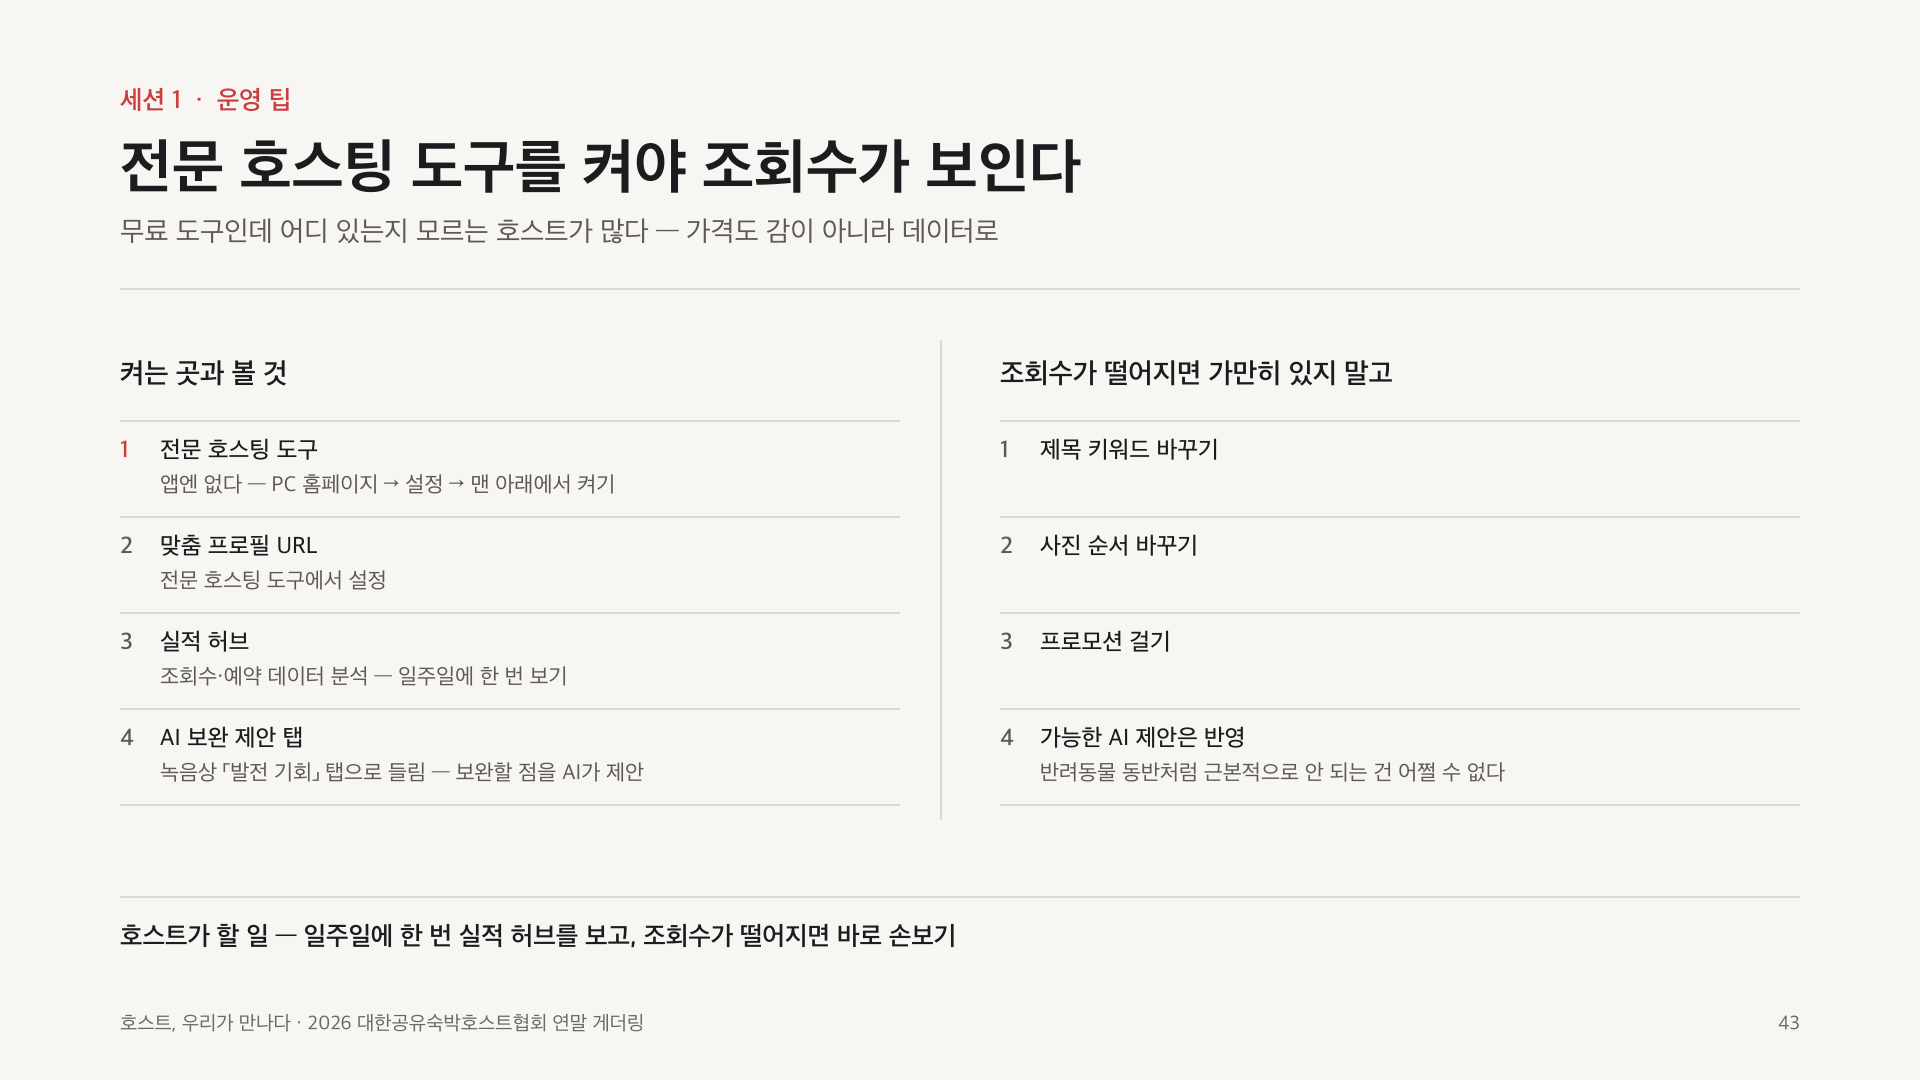 세션 1 · 운영 팁
전문 호스팅 도구를 켜야 조회수가 보인다
무료 도구인데 어디 있는지 모르는 호스트가 많다 — 가격도 감이 아니라 데이터로
켜는 곳과 볼 것
1 전문 호스팅 도구
앱엔 없다 — PC 홈페이지 → 설정 → 맨 아래에서 켜기
2 맞춤 프로필 URL
전문 호스팅 도구에서 설정
3 실적 허브
조회수·예약 데이터 분석 — 일주일에 한 번 보기
4 AI 보완 제안 탭
녹음상 「발전 기회」 탭으로 들림 — 보완할 점을 AI가 제안
조회수가 떨어지면 가만히 있지 말고
1 제목 키워드 바꾸기
2 사진 순서 바꾸기
3 프로모션 걸기
4 가능한 AI 제안은 반영
반려동물 동반처럼 근본적으로 안 되는 건 어쩔 수 없다
호스트가 할 일 — 일주일에 한 번 실적 허브를 보고, 조회수가 떨어지면 바로 손보기
호스트, 우리가 만나다 · 2026 대한공유숙박호스트협회 연말 게더링
43